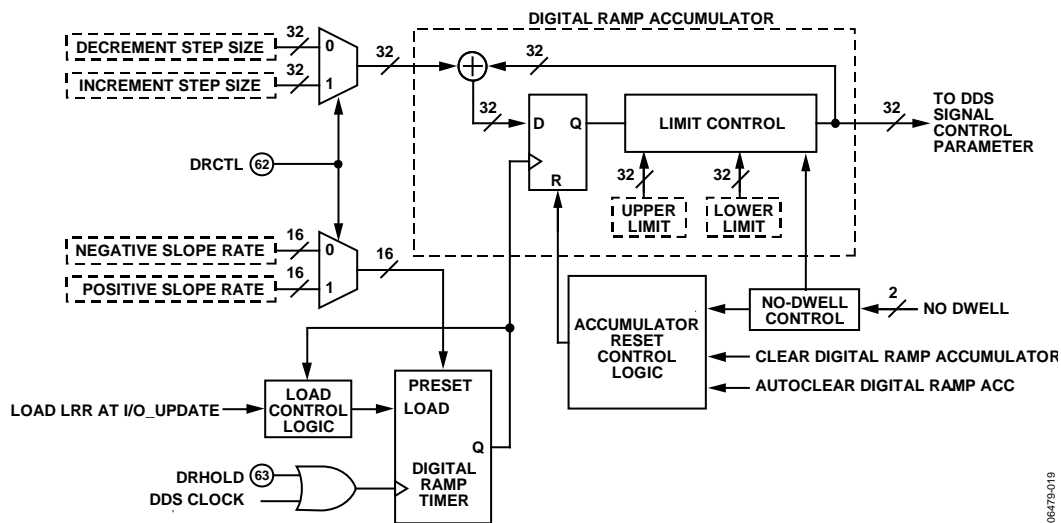 DIGITAL RAMP ACCUMULATOR
DECREMENT STEP SIZE
32
0
INCREMENT STEP SIZE
32
1
32
32
32
D
Q
R
LIMIT CONTROL
32
TO DDS
SIGNAL
CONTROL
PARAMETER
32
32
UPPER
LIMIT
LOWER
LIMIT
DRCTL
62
NEGATIVE SLOPE RATE
16
0
POSITIVE SLOPE RATE
16
1
16
ACCUMULATOR
RESET
CONTROL
LOGIC
NO-DWELL
CONTROL
2
NO DWELL
CLEAR DIGITAL RAMP ACCUMULATOR
AUTOCLEAR DIGITAL RAMP ACC
LOAD LRR AT I/O_UPDATE
LOAD
CONTROL
LOGIC
PRESET
LOAD
Q
DIGITAL
RAMP
TIMER
DRHOLD
63
DDS CLOCK
06479-019